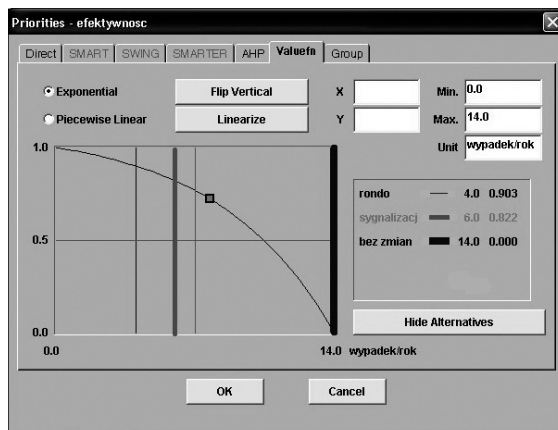 Priorities - efektywnosc
Direct SMART SWING SMARTER AHP Valuefn Group
Exponential Flip Vertical X Min. 0.0
Piecewise Linear Linearize Y Max. 14.0
Unit wypadek/rok
1.0
rondo 4.0 0.903
sygnalizacj 6.0 0.822
0.5 bez zmian 14.0 0.000
0.0
Hide Alternatives
0.0 14.0 wypadek/rok
OK Cancel